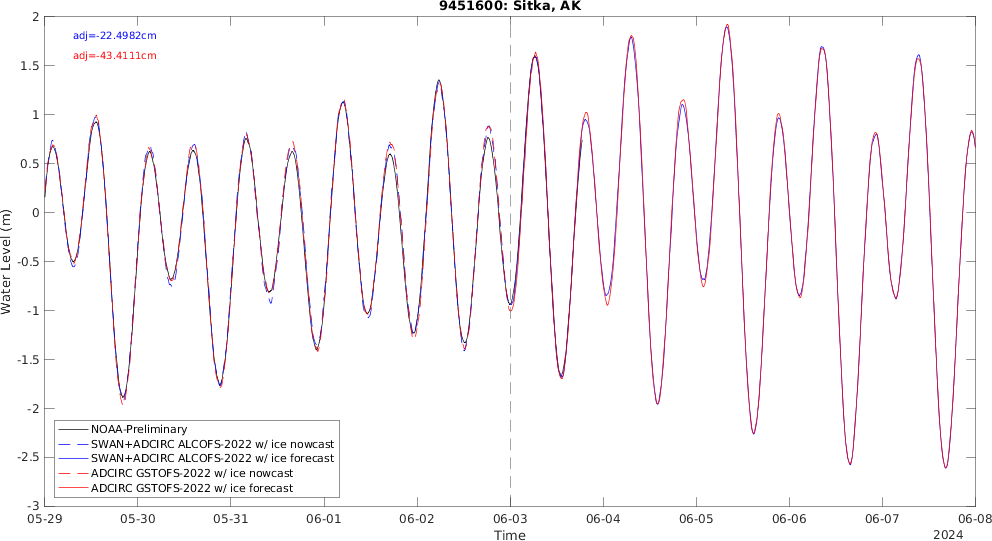 9451600: Sitka, AK
adj=-22.4982cm
adj=-43.4111cm
2
1.5
1
0.5
0
-0.5
-1
-1.5
-2
-2.5
-3
Water Level (m)
NOAA-Preliminary
SWAN+ADCIRC ALCOFS-2022 w/ ice nowcast
SWAN+ADCIRC ALCOFS-2022 w/ ice forecast
ADCIRC GSTOFS-2022 w/ ice nowcast
ADCIRC GSTOFS-2022 w/ ice forecast
05-29 05-30 05-31 06-01 06-02 06-03 06-04 06-05 06-06 06-07 06-08
Time
2024